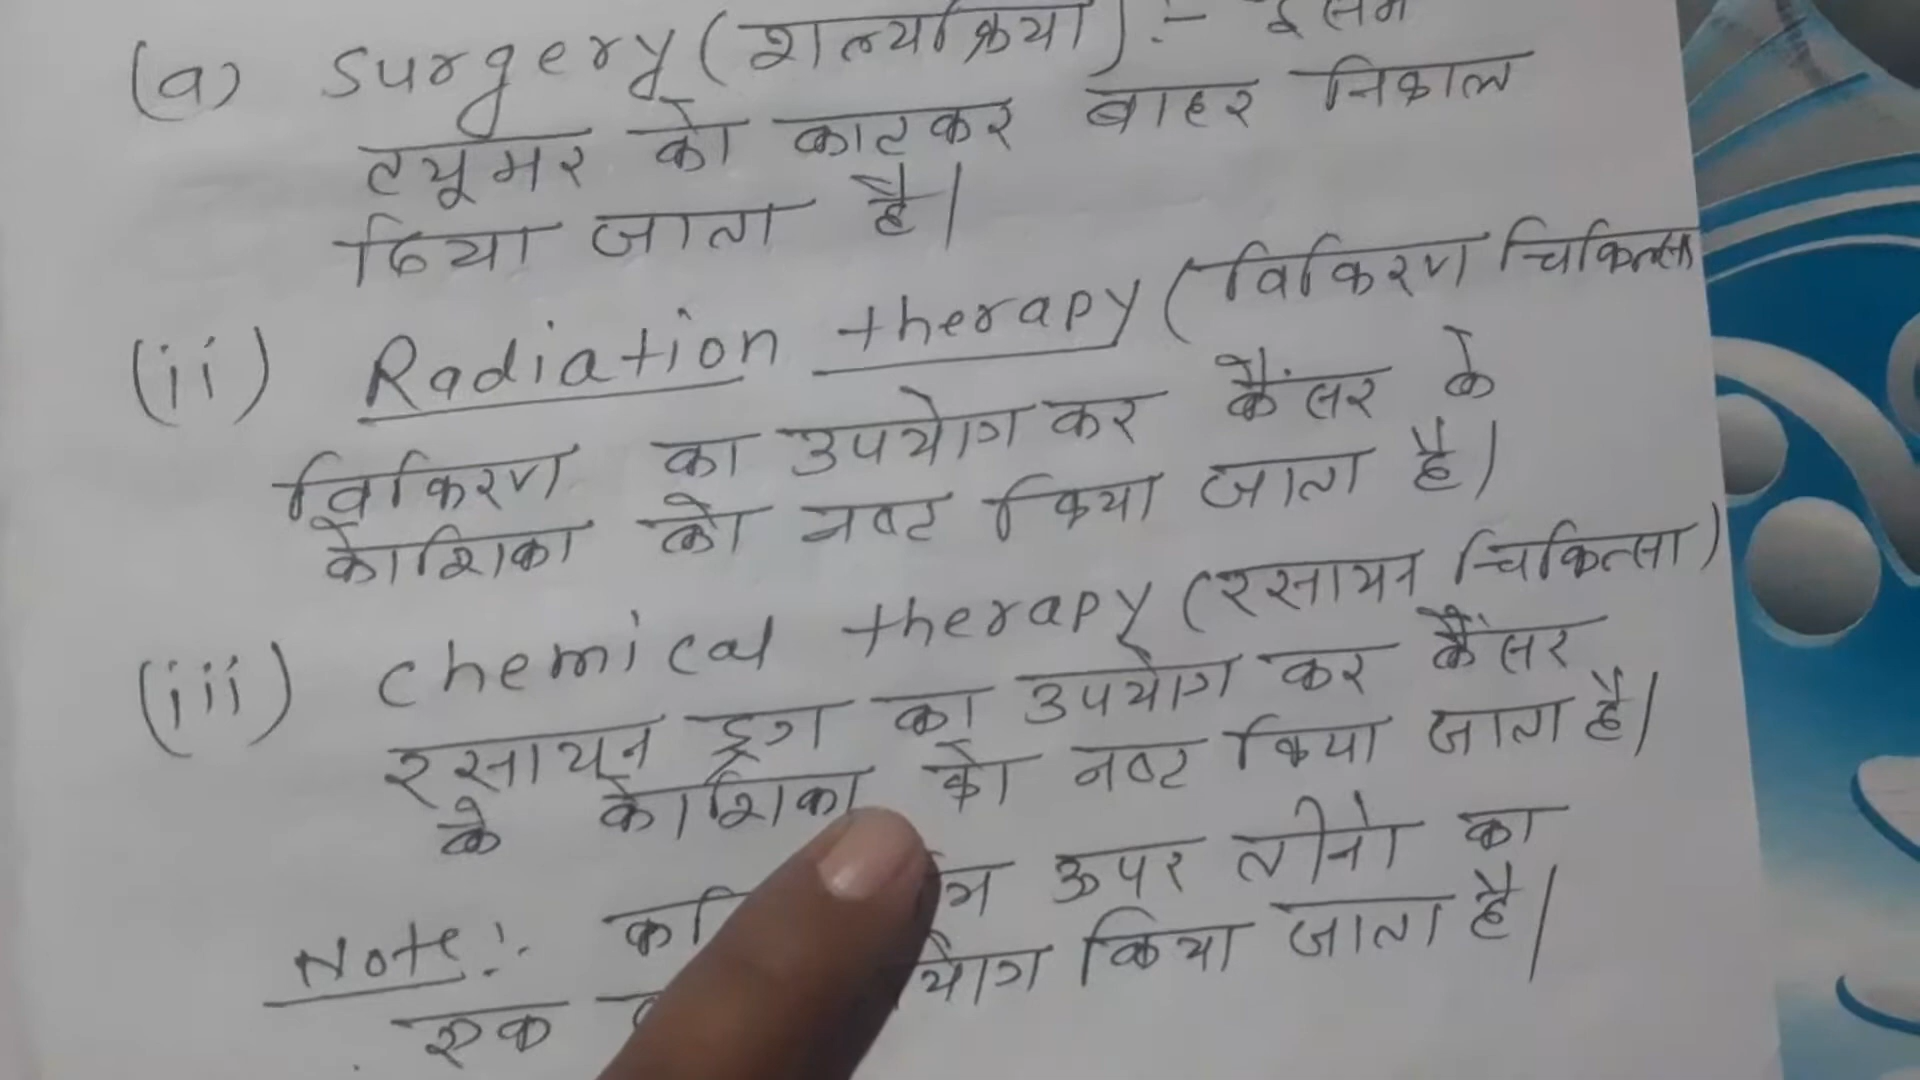 (a) Surgery (शल्यक्रिया) :- इसमें
ट्यूमर को काटकर बाहर निकाल
दिया जाता है।
(ii) Radiation therapy (विकिरण चिकित्सा
विकिरण का उपयोग कर कैंसर के
कोशिका को नष्ट किया जाता है।
(iii) Chemical therapy (रसायन चिकित्सा)
रसायन ड्रग का उपयोग कर कैंसर
के कोशिका को नष्ट किया जाता है।
Note :- ऊपर तीनो का
एक किया जाता है।